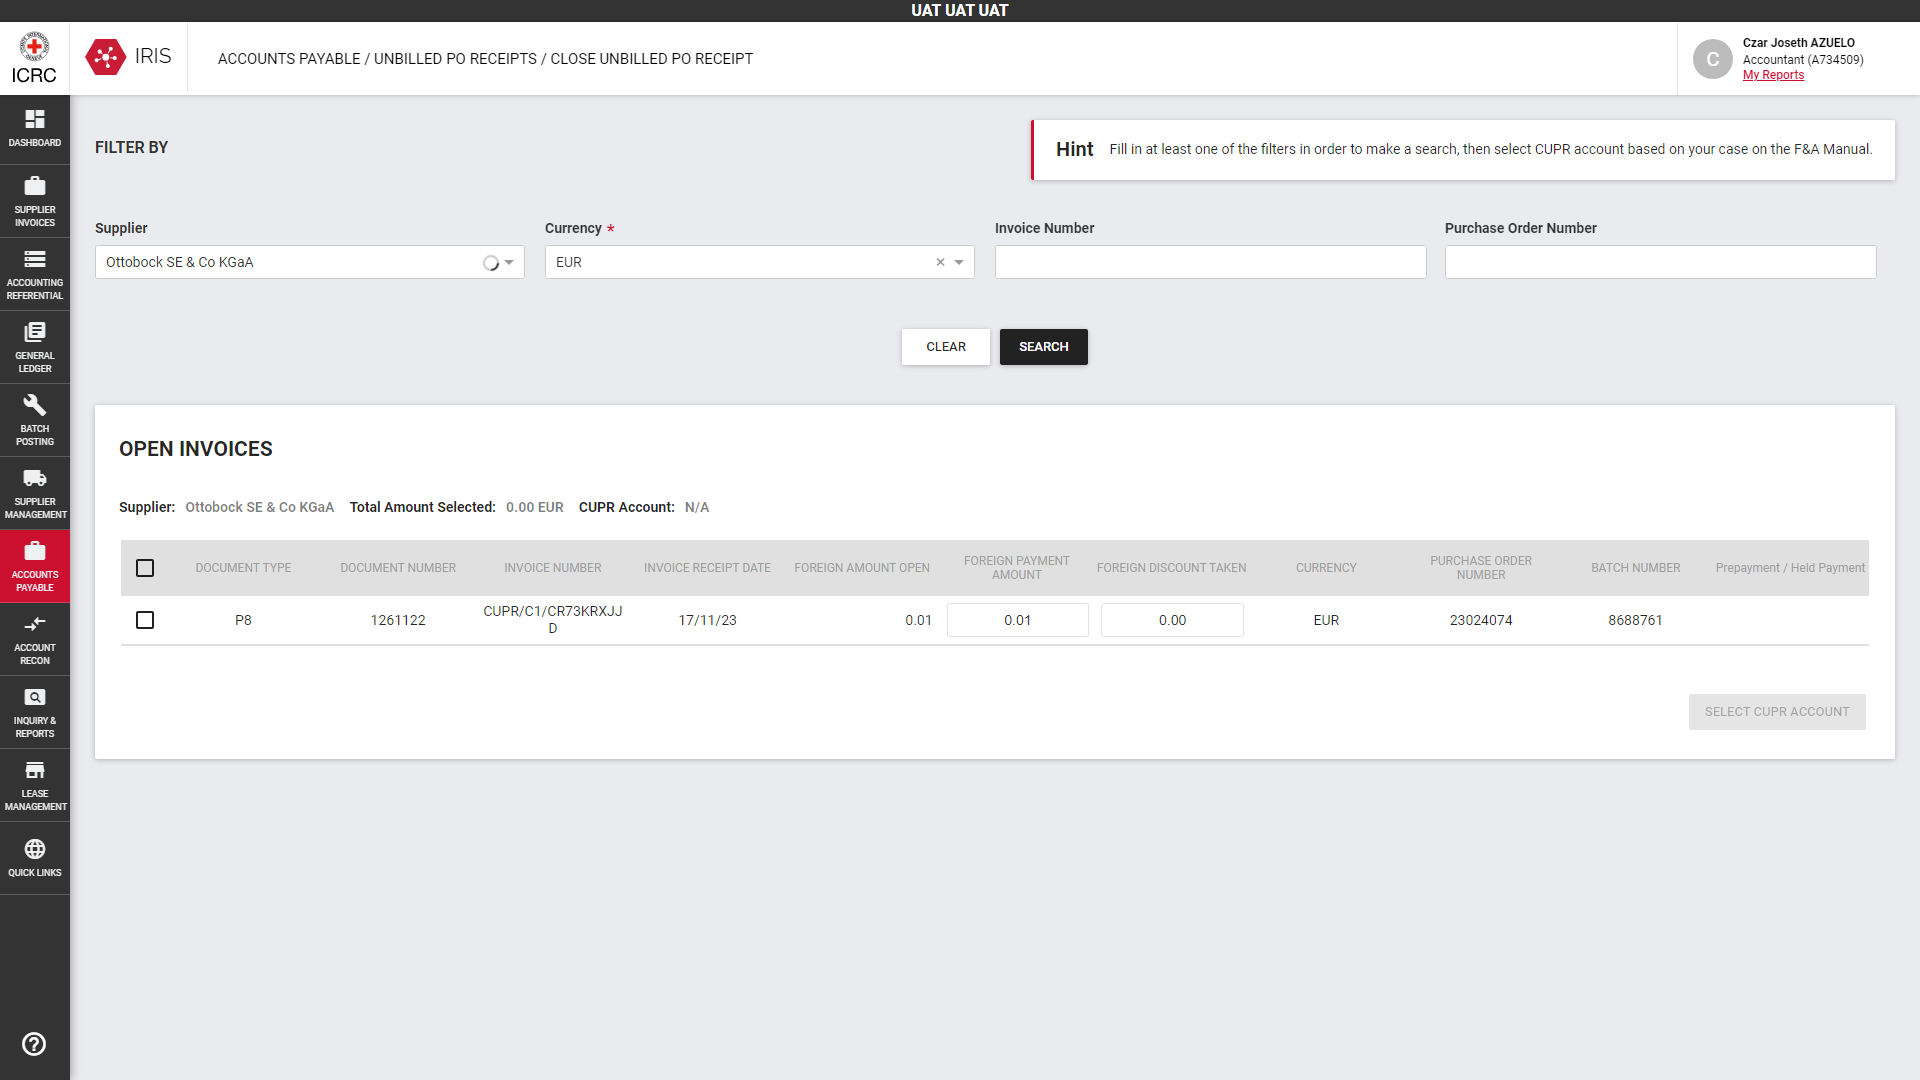 UAT UAT UAT
ICRC
IRIS
ACCOUNTS PAYABLE / UNBILLED PO RECEIPTS / CLOSE UNBILLED PO RECEIPT
C
Czar Joseth AZUELO
Accountant (A734509)
My Reports
DASHBOARD
SUPPLIER
INVOICES
ACCOUNTING
REFERENTIAL
GENERAL
LEDGER
BATCH
POSTING
SUPPLIER
MANAGEMENT
ACCOUNTS
PAYABLE
ACCOUNT
RECON
INQUIRY &
REPORTS
LEASE
MANAGEMENT
QUICK LINKS
FILTER BY
Hint Fill in at least one of the filters in order to make a search, then select CUPR account based on your case on the F&A Manual.
Supplier
Currency *
Invoice Number
Purchase Order Number
Ottobock SE & Co KGaA
EUR
CLEAR
SEARCH
OPEN INVOICES
Supplier: Ottobock SE & Co KGaA Total Amount Selected: 0.00 EUR CUPR Account: N/A
DOCUMENT TYPE
DOCUMENT NUMBER
INVOICE NUMBER
INVOICE RECEIPT DATE
FOREIGN AMOUNT OPEN
FOREIGN PAYMENT
AMOUNT
FOREIGN DISCOUNT TAKEN
CURRENCY
PURCHASE ORDER
NUMBER
BATCH NUMBER
Prepayment / Held Payment
P8
1261122
CUPR/C1/CR73KRXJJ
D
17/11/23
0.01
0.01
0.00
EUR
23024074
8688761
SELECT CUPR ACCOUNT